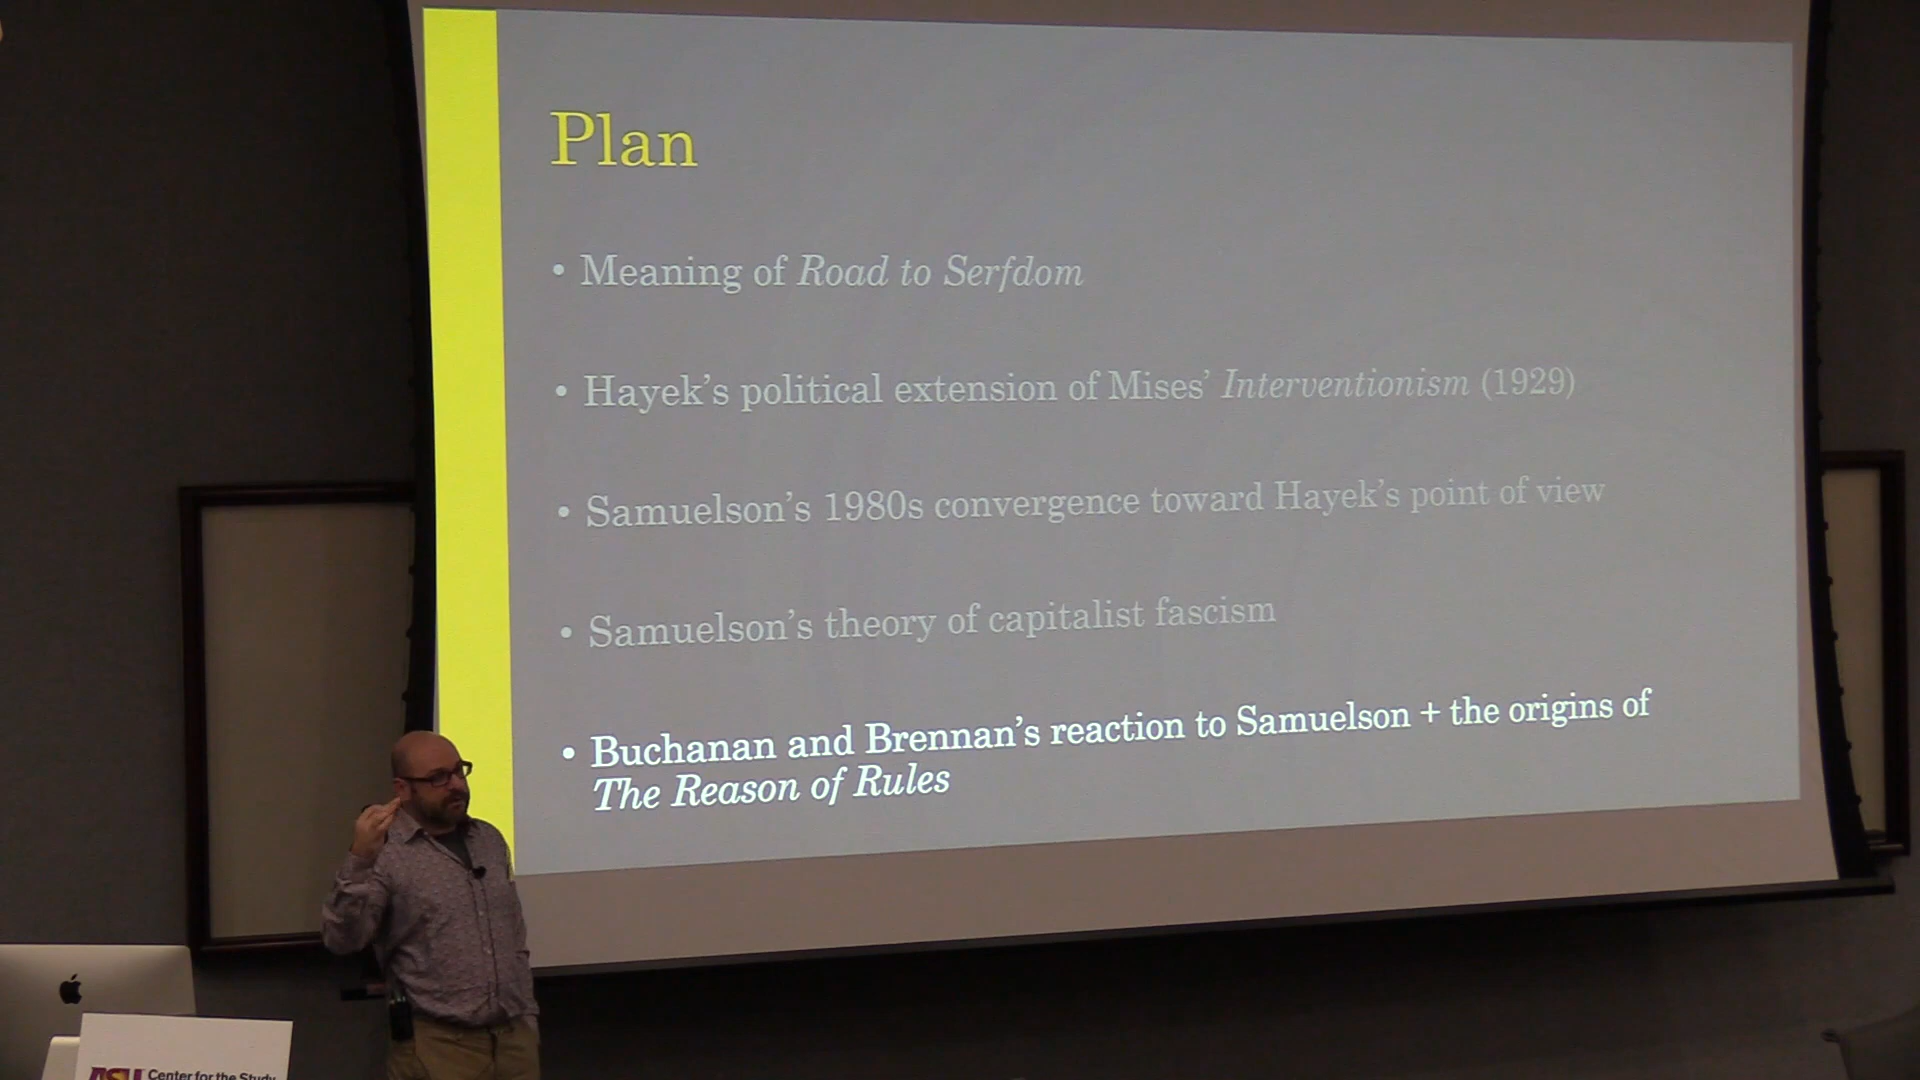 Plan
• Meaning of Road to Serfdom
• Hayek's political extension of Mises' Interventionism (1929)
• Samuelson's 1980s convergence toward Hayek's point of view
• Samuelson's theory of capitalist fascism
• Buchanan and Brennan's reaction to Samuelson + the origins of
The Reason of Rules
ASU Center for the Study